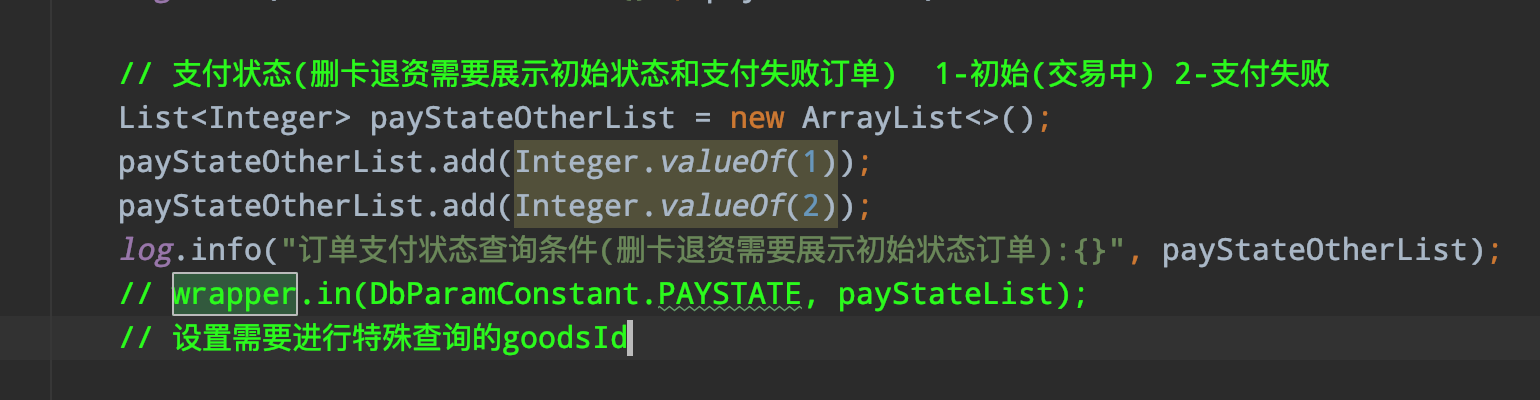 // 支付状态(删卡退资需要展示初始状态和支付失败订单)  1-初始(交易中) 2-支付失败
List<Integer> payStateOtherList = new ArrayList<>();
payStateOtherList.add(Integer.valueOf(1));
payStateOtherList.add(Integer.valueOf(2));
log.info("订单支付状态查询条件(删卡退资需要展示初始状态订单):{}", payStateOtherList);
// wrapper.in(DbParamConstant.PAYSTATE, payStateList);
// 设置需要进行特殊查询的goodsId